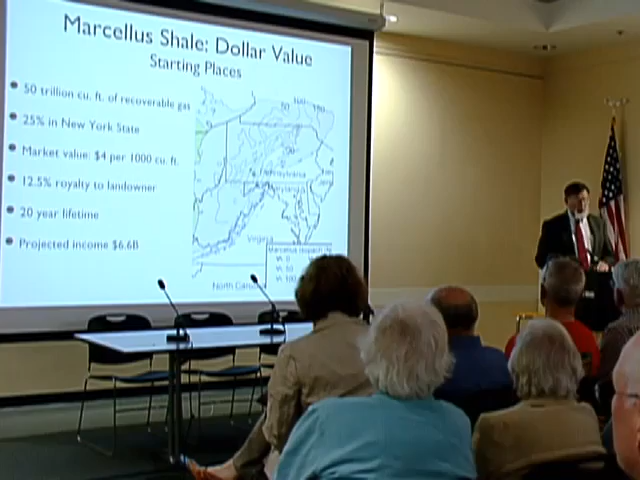 Marcellus Shale: Dollar Value
Starting Places
50 trillion cu. ft. of recoverable gas
25% in New York State
Market value: $4 per 1000 cu. ft.
12.5% royalty to landowner
20 year lifetime
Projected income $6.6B
50
Pennsylvania
North Caro